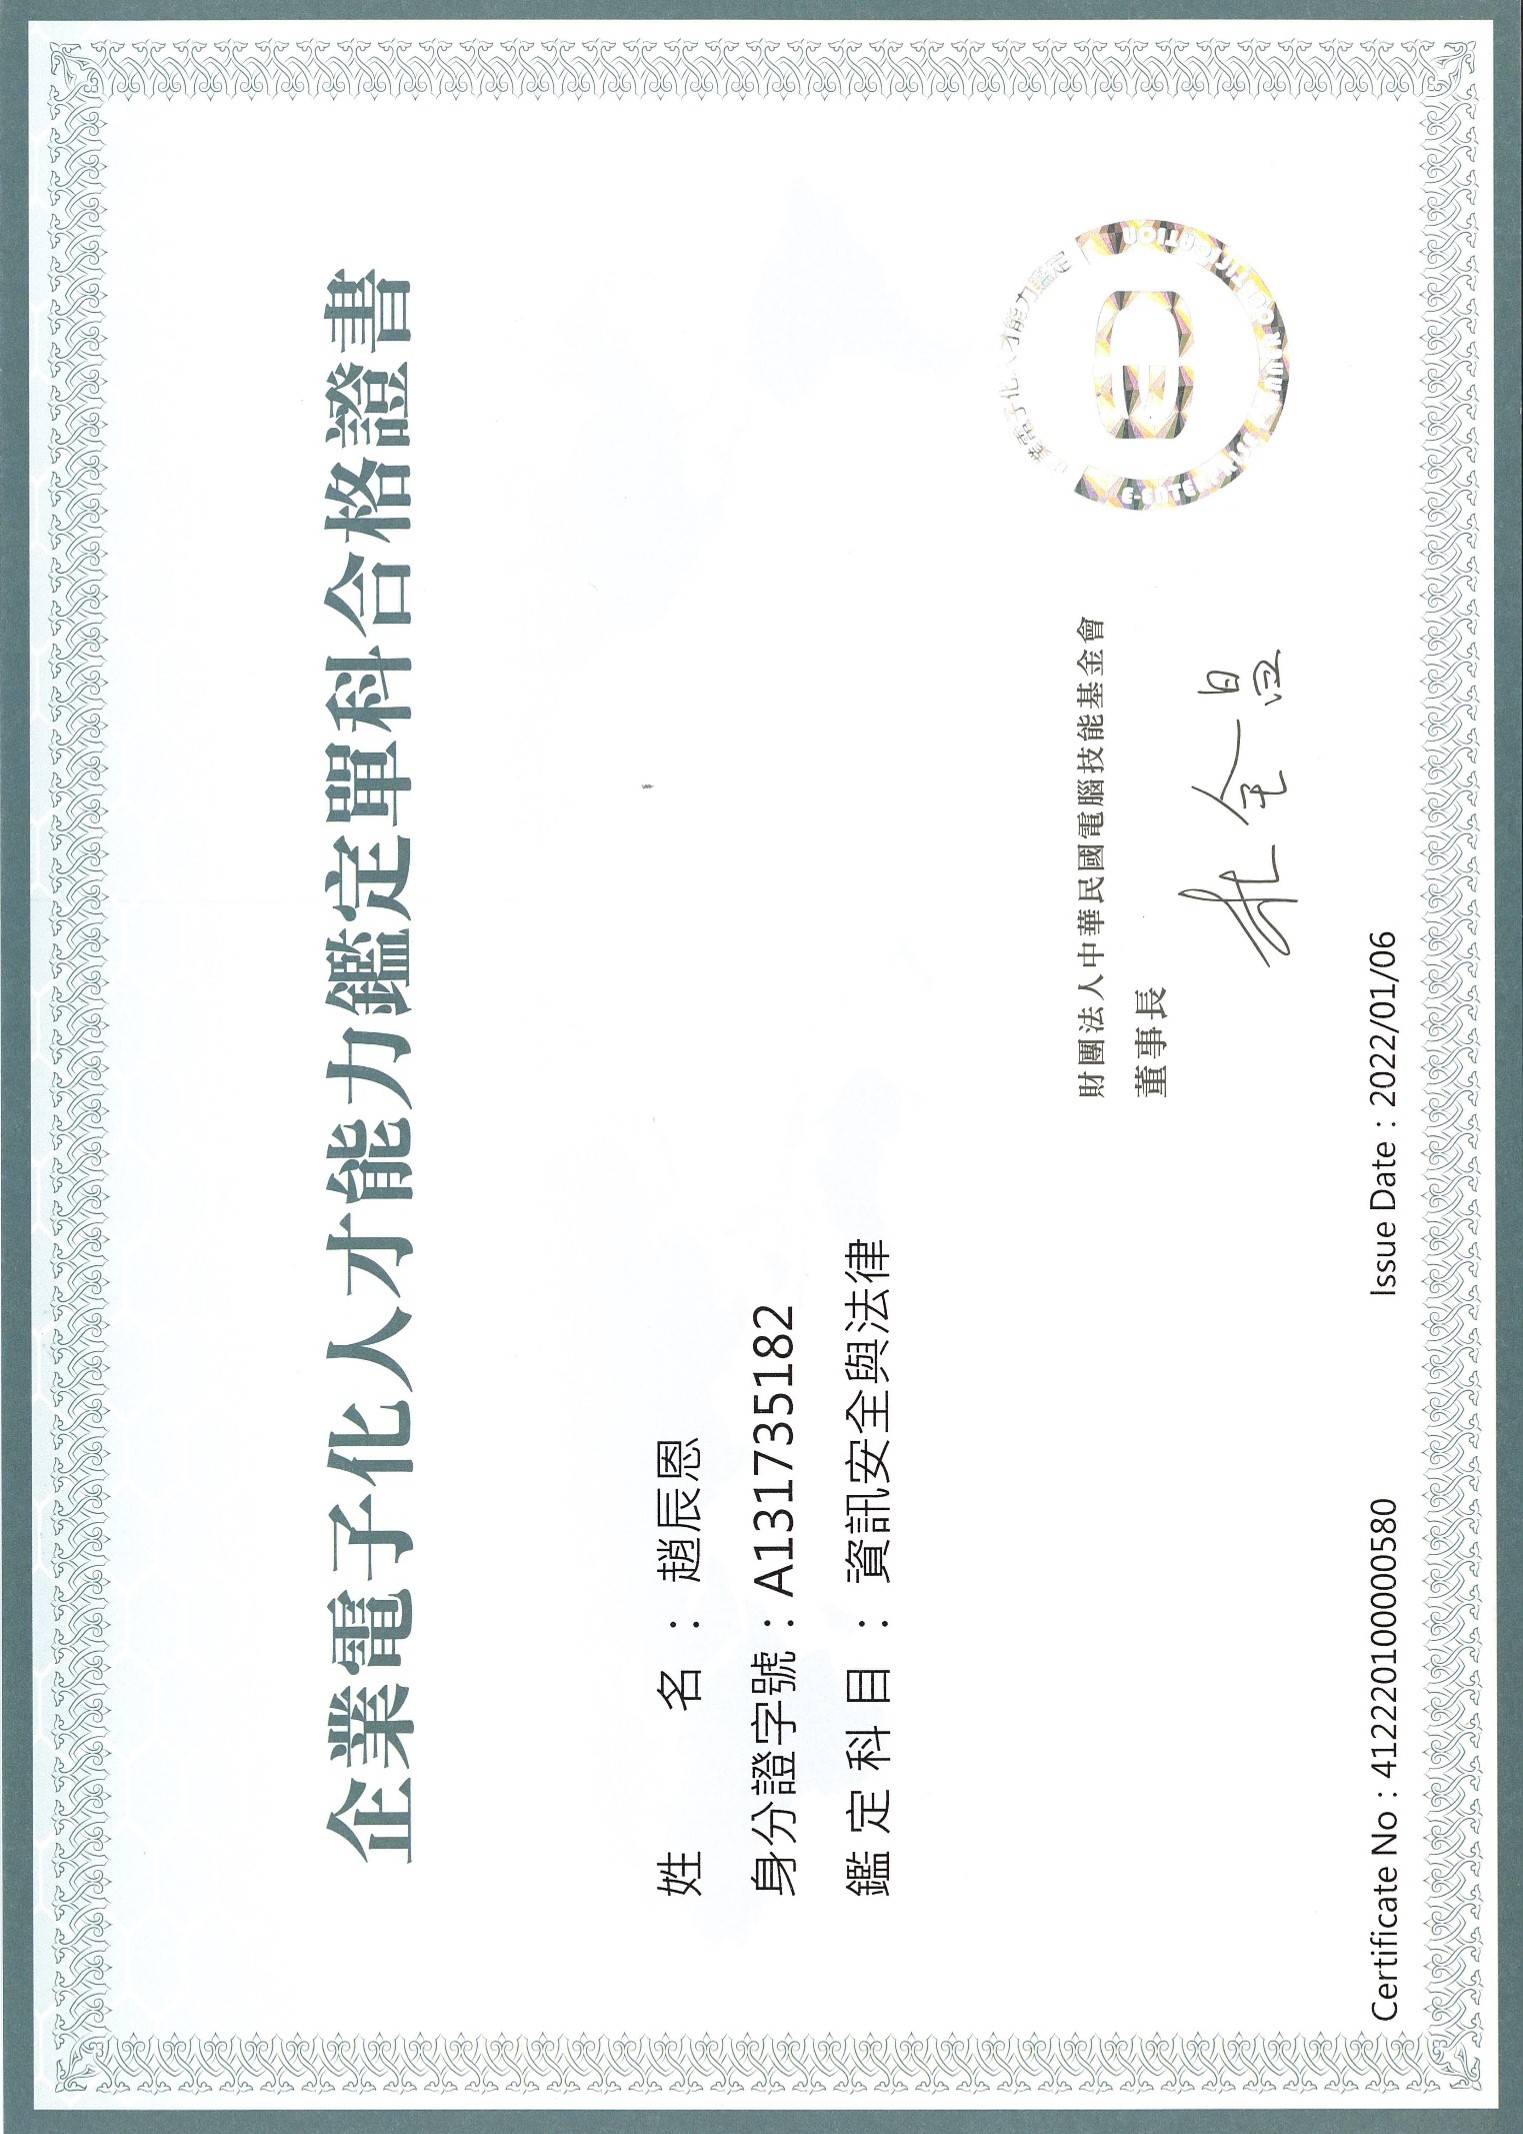 企業電子化人才能力鑑定單科合格證書
姓 名：趙辰恩
身分證字號：A131735182
鑑定科目：資訊安全與法律
財團法人中華民國電腦技能基金會
董事長
Certificate No：4122201000000580
Issue Date：2022/01/06